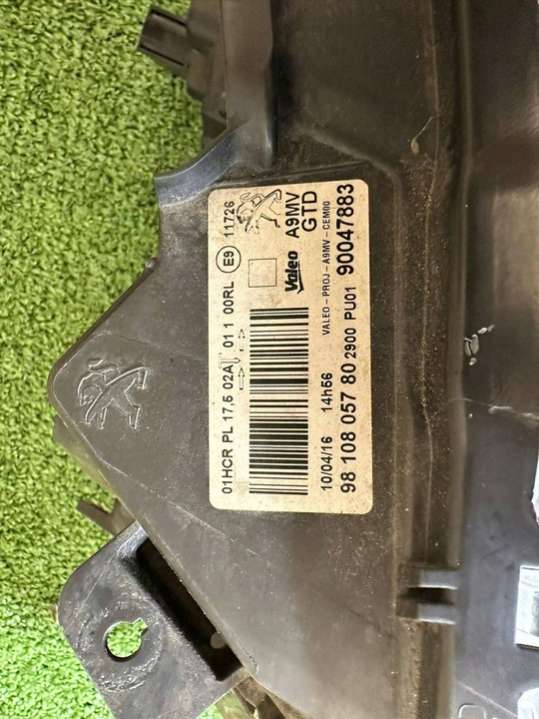 01HCR PL 17,5 02A 01 1 00RL E9 11726
Valeo A9MV
GTD
10/04/16 14h56 VALEO - PROJ - A9MV - CEM00
98 108 057 80 2900 PU01 90047883